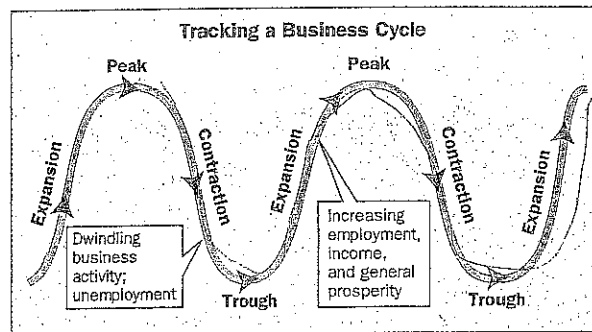 Tracking a Business Cycle
Peak
Peak
Expansion
Contraction
Expansion
Contraction
Expansion
Dwindling
business
activity;
unemployment
Increasing
employment,
income,
and general
prosperity
Trough
Trough